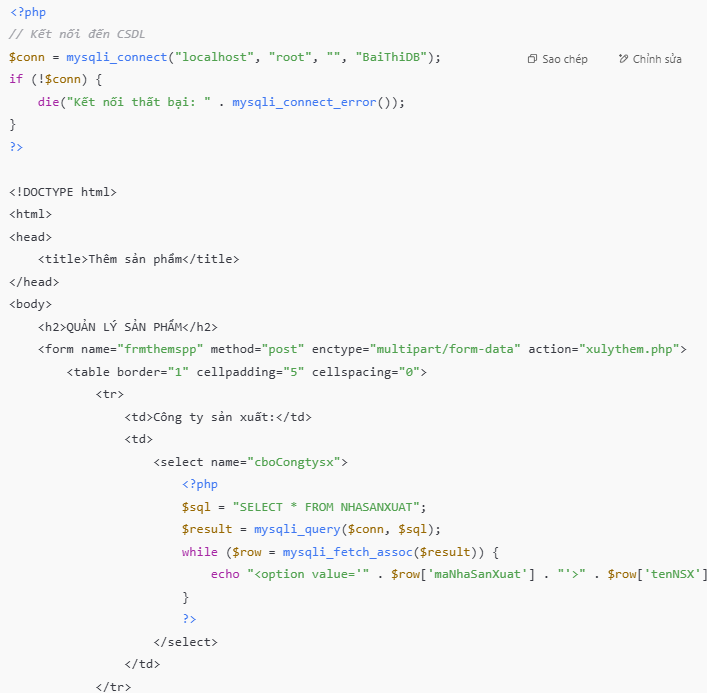 <?php
// Kết nối đến CSDL
$conn = mysqli_connect("localhost", "root", "", "BaiThiDB");
Sao chép
Chỉnh sửa
if (!$conn) {
    die("Kết nối thất bại: " . mysqli_connect_error());
}
?>

<!DOCTYPE html>
<html>
<head>
    <title>Thêm sản phẩm</title>
</head>
<body>
    <h2>QUẢN LÝ SẢN PHẨM</h2>
    <form name="frmthemspp" method="post" enctype="multipart/form-data" action="xulythem.php">
        <table border="1" cellpadding="5" cellspacing="0">
            <tr>
                <td>Công ty sản xuất:</td>
                <td>
                    <select name="cboCongtysx">
                        <?php
                        $sql = "SELECT * FROM NHASANXUAT";
                        $result = mysqli_query($conn, $sql);
                        while ($row = mysqli_fetch_assoc($result)) {
                            echo "<option value='" . $row['maNhaSanXuat'] . "'>" . $row['tenNSX']
                        }
                        ?>
                    </select>
                </td>
            </tr>